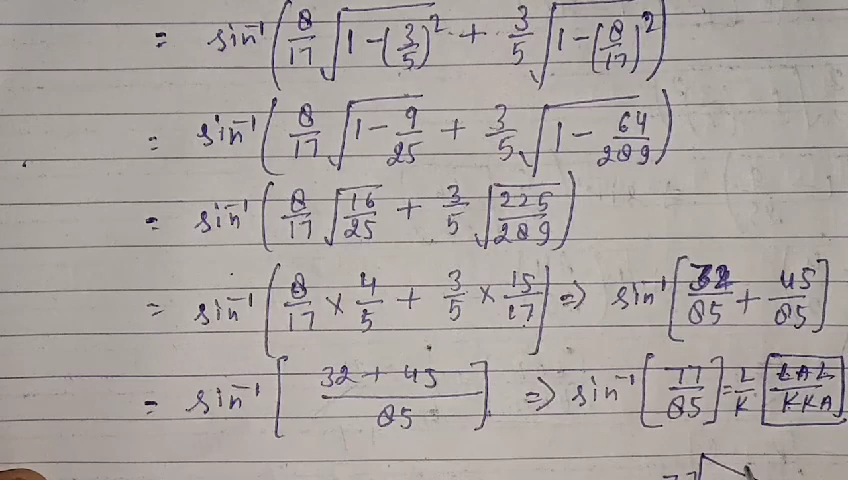 = sin⁻¹(8/17 √(1-(3/5)²) + 3/5 √(1-(8/17)²))
= sin⁻¹(8/17 √(1-9/25) + 3/5 √(1-64/289))
= sin⁻¹(8/17 √(16/25) + 3/5 √(225/289))
= sin⁻¹[8/17 × 4/5 + 3/5 × 15/17] => sin⁻¹[32/85 + 45/85]
= sin⁻¹[(32+45)/85] => sin⁻¹[77/85] = L/K [LAL/KKA]
77